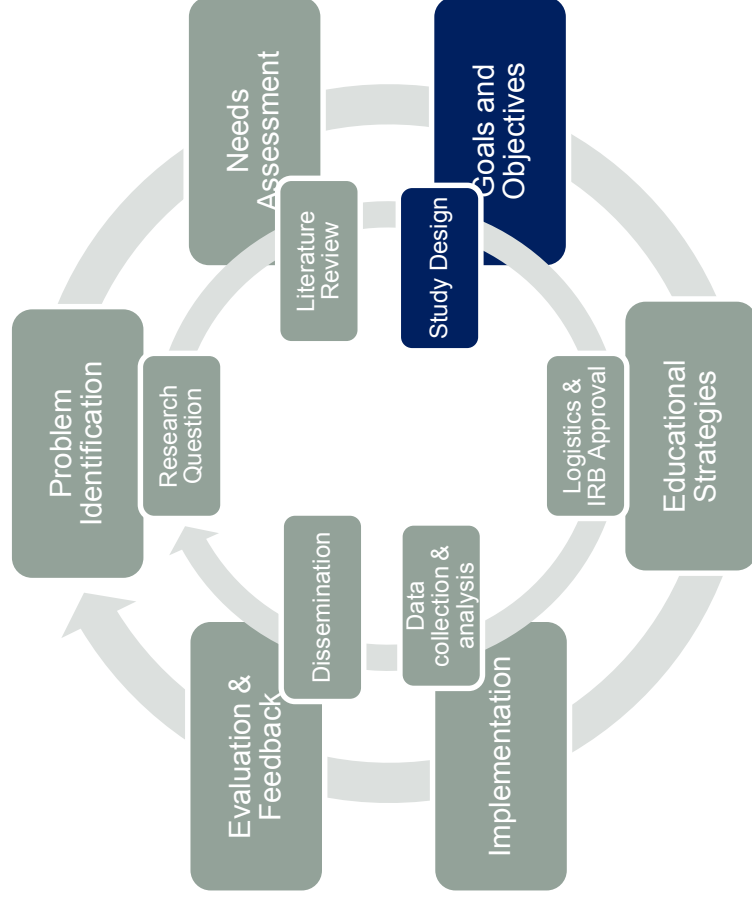 Problem
Identification
Research
Question
Needs
Assessment
Literature
Review
Goals and
Objectives
Study Design
Educational
Strategies
Logistics &
IRB Approval
Implementation
Data
collection &
analysis
Evaluation &
Feedback
Dissemination